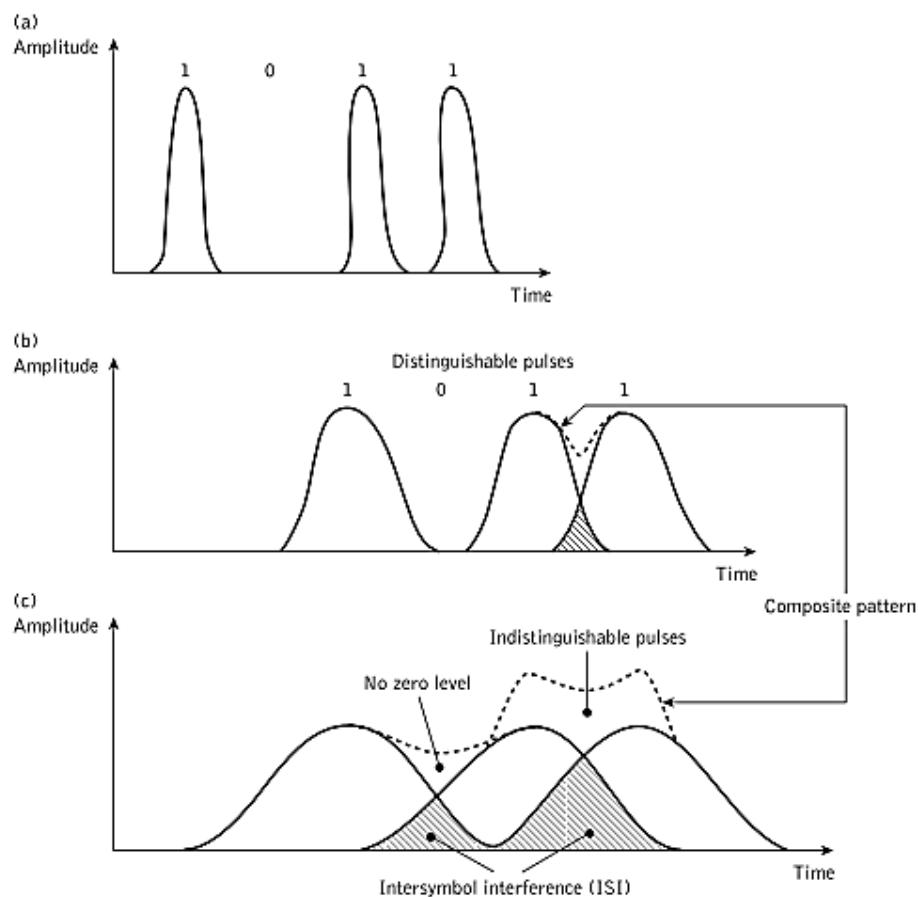 (a)
Amplitude
1 0 1 1
Time
(b)
Amplitude
Distinguishable pulses
1 0 1 1
Time
Composite pattern
(c)
Amplitude
Indistinguishable pulses
No zero level
Time
Intersymbol interference (ISI)